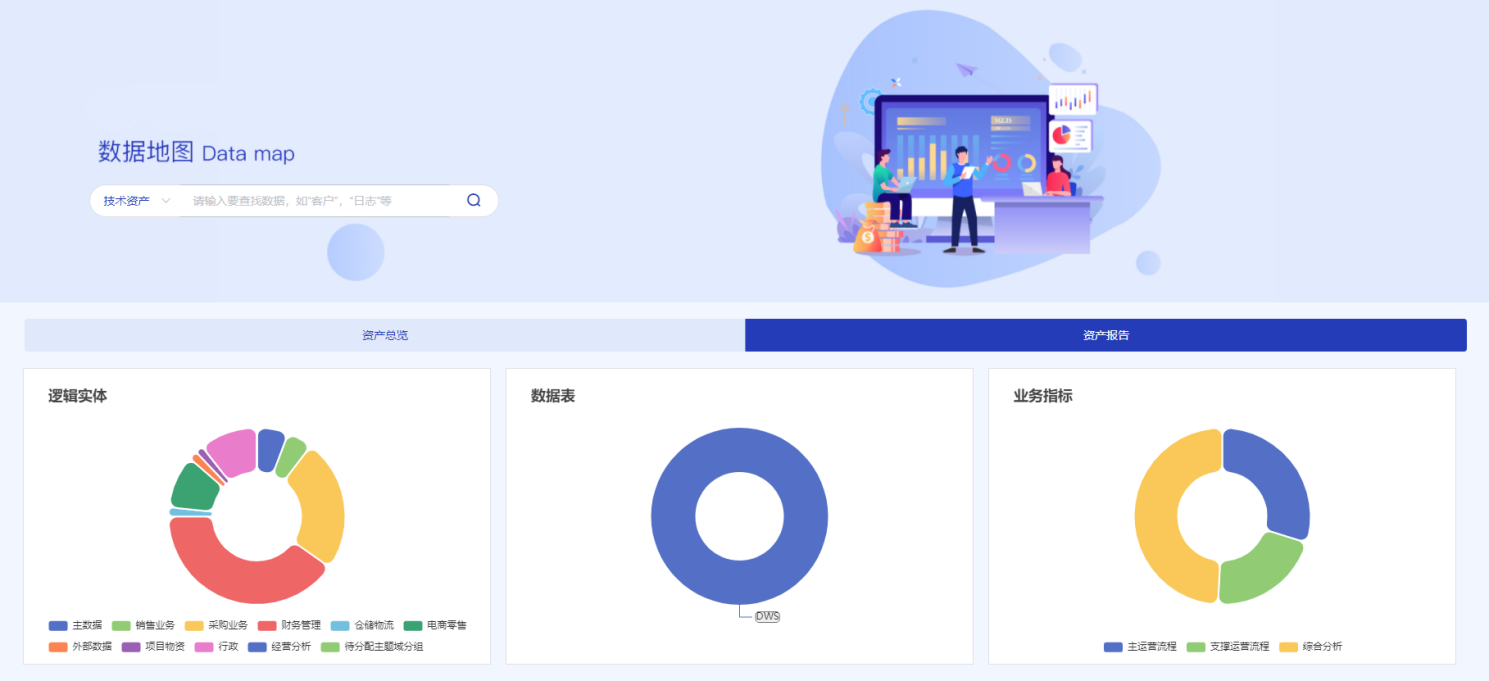 数据地图 Data map
技术资产 请输入要查找数据，如"客户"，"日志"等
资产总览 资产报告
逻辑实体 数据表 业务指标
DWS
主数据 销售业务 采购业务 财务管理 仓储物流 电商零售
外部数据 项目物资 行政 经营分析 待分配主题域分组
主运营流程 支撑运营流程 综合分析